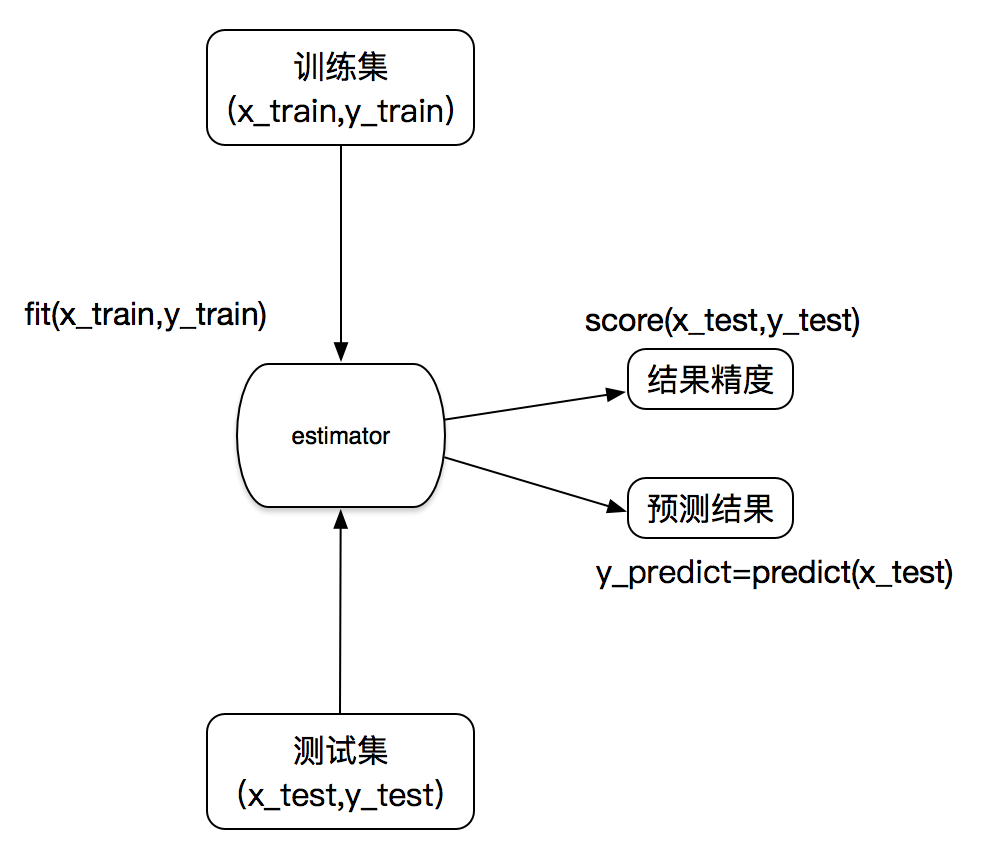 训练集
(x_train,y_train)
fit(x_train,y_train)
score(x_test,y_test)
结果精度
estimator
预测结果
y_predict=predict(x_test)
测试集
(x_test,y_test)